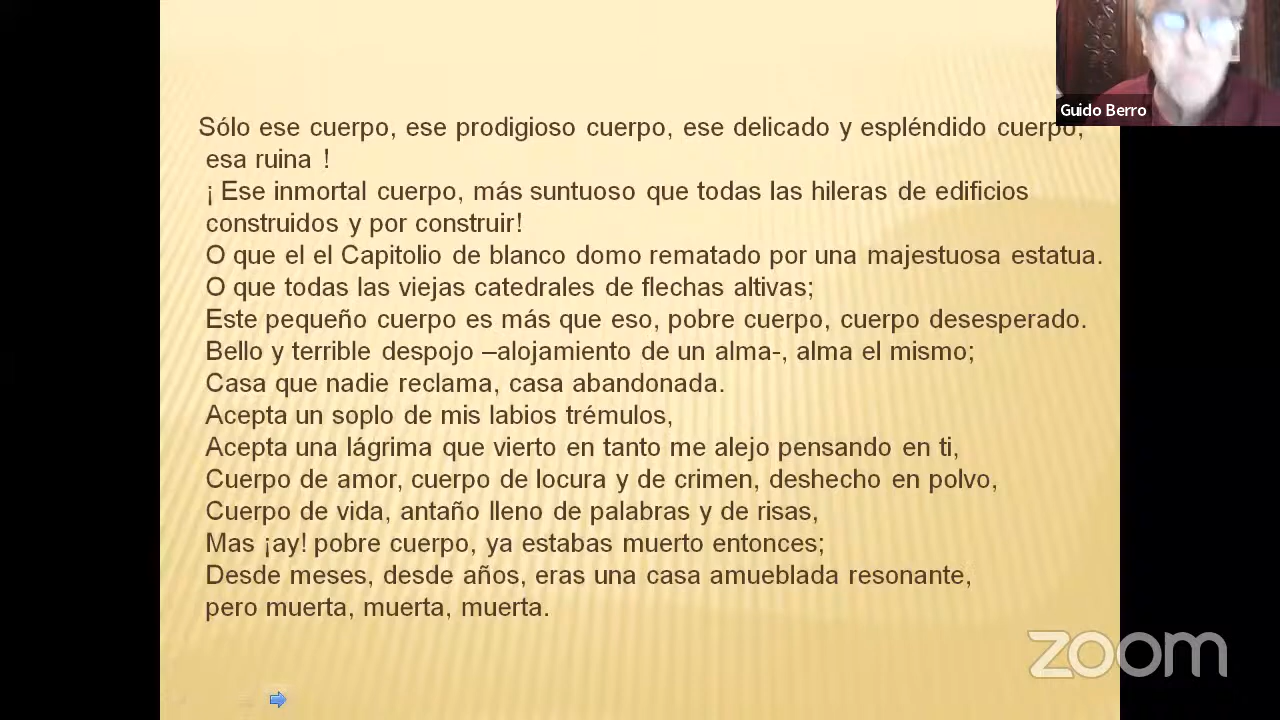 Sólo ese cuerpo, ese prodigioso cuerpo, ese delicado y espléndido cuerpo,
esa ruina !
¡ Ese inmortal cuerpo, más suntuoso que todas las hileras de edificios
construidos y por construir!
O que el el Capitolio de blanco domo rematado por una majestuosa estatua.
O que todas las viejas catedrales de flechas altivas;
Este pequeño cuerpo es más que eso, pobre cuerpo, cuerpo desesperado.
Bello y terrible despojo –alojamiento de un alma-, alma el mismo;
Casa que nadie reclama, casa abandonada.
Acepta un soplo de mis labios trémulos,
Acepta una lágrima que vierto en tanto me alejo pensando en ti,
Cuerpo de amor, cuerpo de locura y de crimen, deshecho en polvo,
Cuerpo de vida, antaño lleno de palabras y de risas,
Mas ¡ay! pobre cuerpo, ya estabas muerto entonces;
Desde meses, desde años, eras una casa amueblada resonante,
pero muerta, muerta, muerta.
Guido Berro
zoom